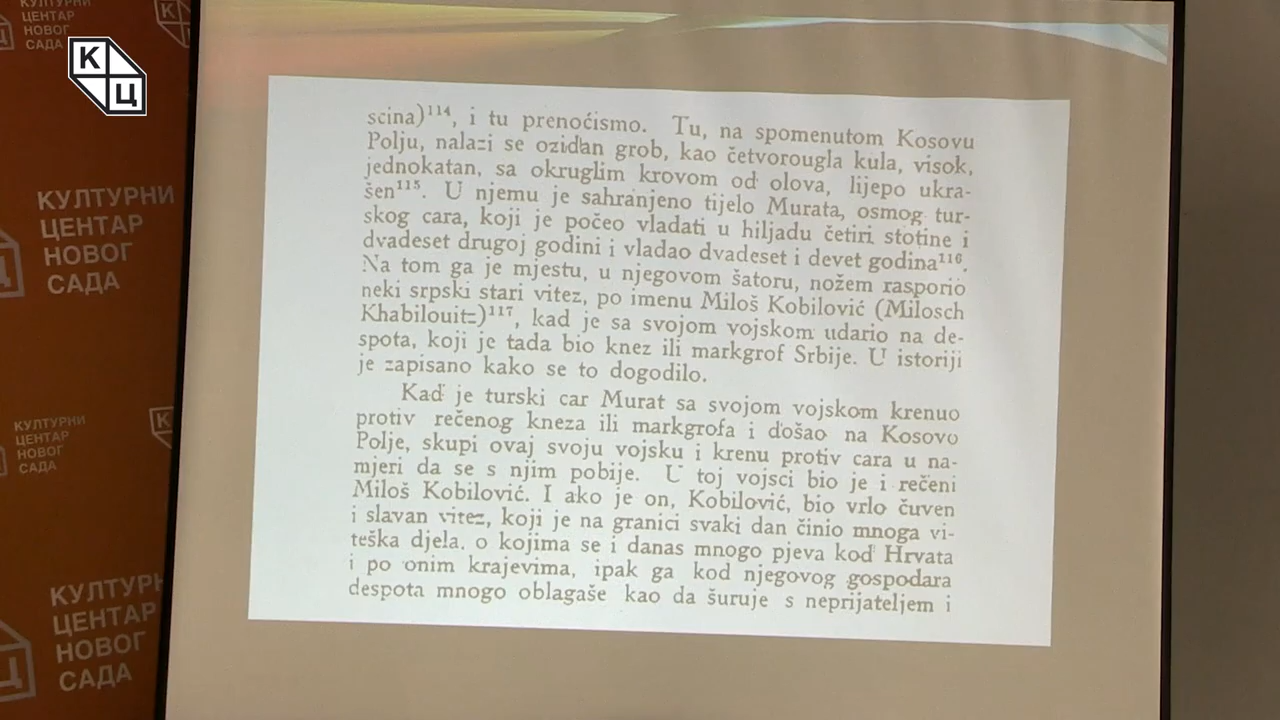 КУЛТУРНИ
ЦЕНТАР
НОВОГ
САДА
К
Ц
КУЛТУРНИ
ЦЕНТАР
НОВОГ
САДА
КУЛТУРНИ
ЦЕНТАР
НОВОГ
САДА
КУЛТУРН
ЦЕНТАР
НОВОГ
САДА
scina)¹¹⁴, i tu prenoćismo. Tu, na spomenutom Kosovu
Polju, nalazi se ozidan grob, kao četvorougla kula, visok,
jednokatan, sa okruglim krovom od olova, lijepo ukra-
šen¹¹⁵. U njemu je sahranjeno tijelo Murata, osmog tur-
skog cara, koji je počeo vladati u hiljadu četiri stotine i
dvadeset drugoj godini i vladao dvadeset i devet godina¹¹⁶.
Na tom ga je mjestu, u njegovom šatoru, nožem rasporio
neki srpski stari vitez, po imenu Miloš Kobilović (Milosch
Khabilouitz)¹¹⁷, kad je sa svojom vojskom udario na de-
spota, koji je tada bio knez ili markgrof Srbije. U istoriji
je zapisano kako se to dogodilo.
Kad je turski car Murat sa svojom vojskom krenuo
protiv rečenog kneza ili markgrofa i došao na Kosovo
Polje, skupi ovaj svoju vojsku i krenu protiv cara u na-
mjeri da se s njim pobije. U toj vojsci bio je i rečeni
Miloš Kobilović. I ako je on, Kobilović, bio vrlo čuven
i slavan vitez, koji je na granici svaki dan činio mnoga vi-
teška djela, o kojima se i danas mnogo pjeva kod Hrvata
i po onim krajevima, ipak ga kod njegovog gospodara
despota mnogo oblagaše kao da šuruje s neprijateljem i